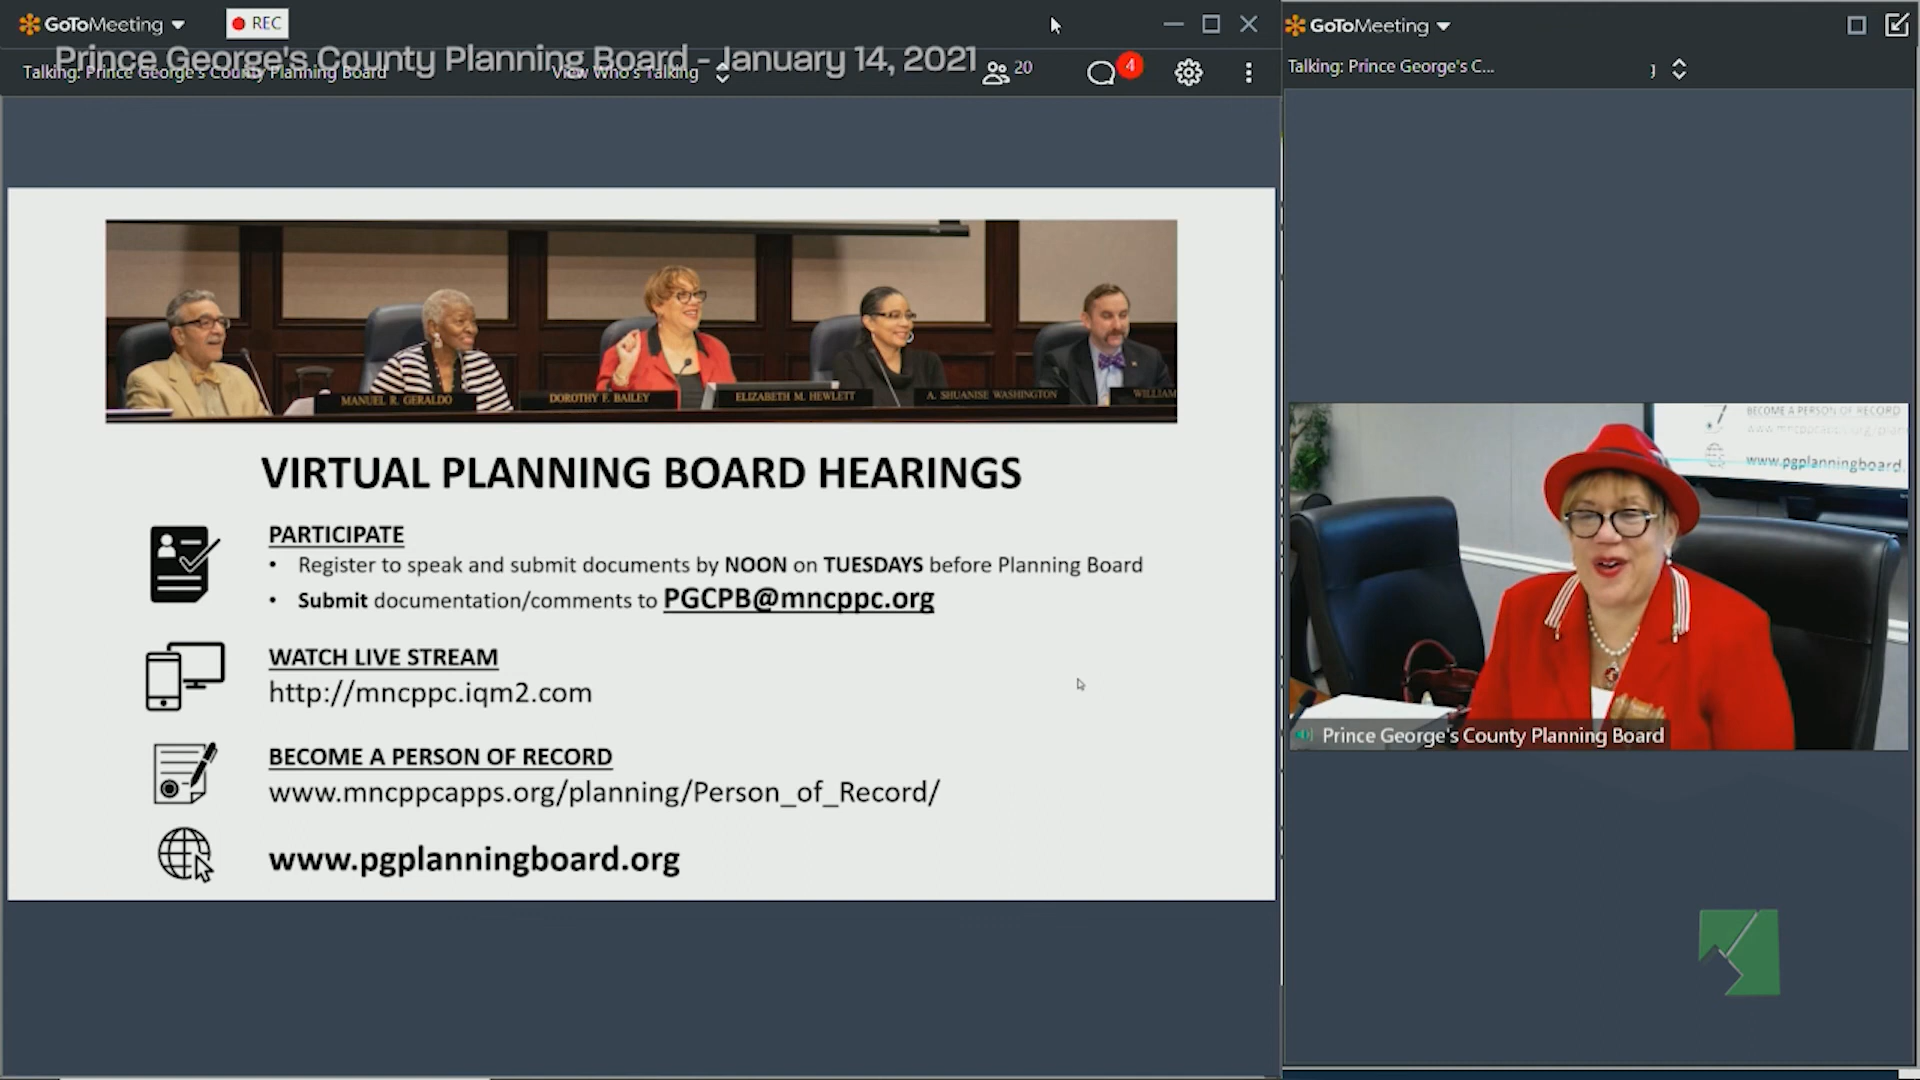 GoToMeeting
REC
Prince George's County Planning Board - January 14, 2021
Talking: Prince George's County Planning Board
View Who's Talking
20
4
MANUEL R. GERALDO
DOROTHY F. BAILEY
ELIZABETH M. HEWLETT
A. SHUANISE WASHINGTON
WILLIAM
VIRTUAL PLANNING BOARD HEARINGS
PARTICIPATE
• Register to speak and submit documents by NOON on TUESDAYS before Planning Board
• Submit documentation/comments to PGCPB@mncppc.org
WATCH LIVE STREAM
http://mncppc.iqm2.com
BECOME A PERSON OF RECORD
www.mncppcapps.org/planning/Person_of_Record/
www.pgplanningboard.org
GoToMeeting
Talking: Prince George's C...
BECOME A PERSON OF RECORD
www.mncppcapps.org/plan
www.pgplanningboard.
Prince George's County Planning Board